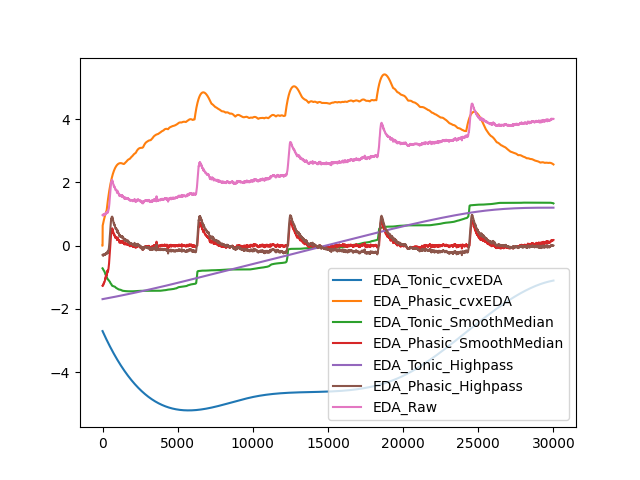 4
2
0
−2
−4
0
5000
10000
15000
20000
25000
30000
EDA_Tonic_cvxEDA
EDA_Phasic_cvxEDA
EDA_Tonic_SmoothMedian
EDA_Phasic_SmoothMedian
EDA_Tonic_Highpass
EDA_Phasic_Highpass
EDA_Raw